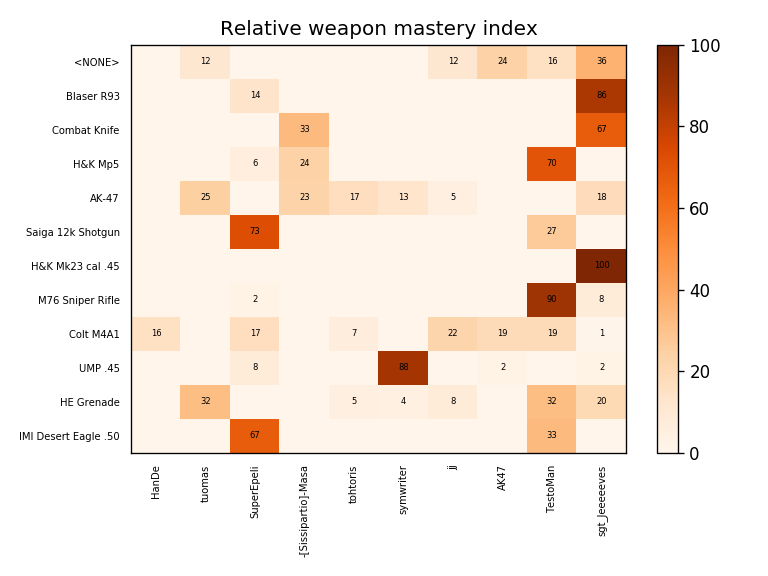 Relative weapon mastery index
<NONE> 12 12 24 16 36
Blaser R93 14 86
Combat Knife 33 67
H&K Mp5 6 24 70
AK-47 25 23 17 13 5 18
Saiga 12k Shotgun 73 27
H&K Mk23 cal .45 100
M76 Sniper Rifle 2 90 8
Colt M4A1 16 17 7 22 19 19 1
UMP .45 8 88 2 2
HE Grenade 32 5 4 8 32 20
IMI Desert Eagle .50 67 33
HanDe
tuomas
SuperEpeli
-[Sissipartio]-Masa
tohtoris
symwriter
jj
AK47
TestoMan
sgt_Jeeeeeves
100
80
60
40
20
0